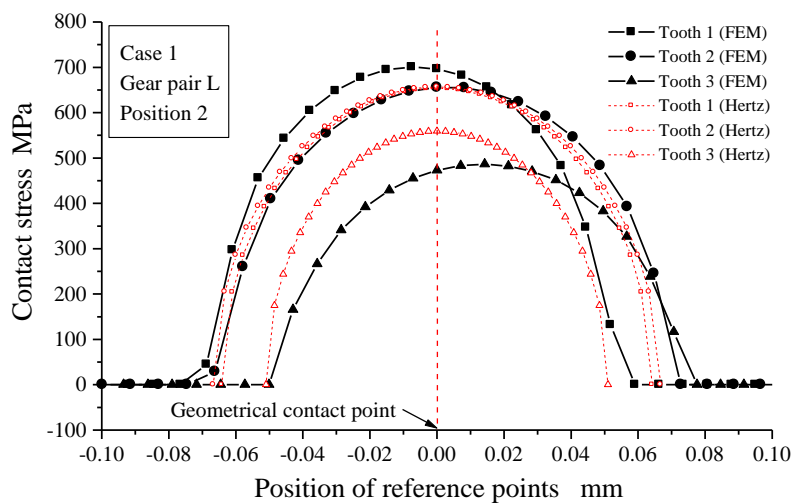 Case 1
Gear pair L
Position 2
Tooth 1 (FEM)
Tooth 2 (FEM)
Tooth 3 (FEM)
Tooth 1 (Hertz)
Tooth 2 (Hertz)
Tooth 3 (Hertz)
Contact stress MPa
800
700
600
500
400
300
200
100
0
-100
Geometrical contact point
-0.10 -0.08 -0.06 -0.04 -0.02 0.00 0.02 0.04 0.06 0.08 0.10
Position of reference points mm